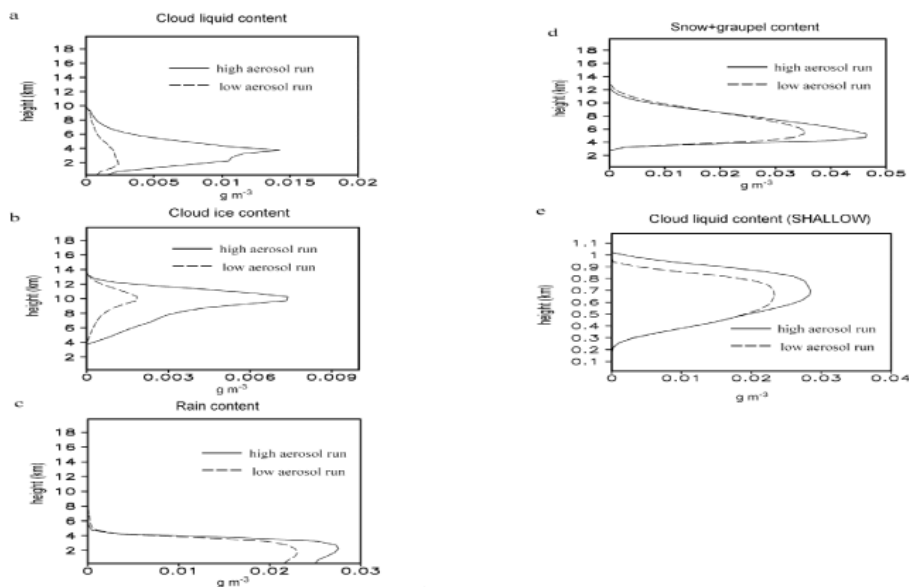 a
Cloud liquid content
18
16
14
12
10
8
6
4
2
height (km)
high aerosol run
low aerosol run
0
0.005
0.01
0.015
0.02
g m-3
b
Cloud ice content
18
16
14
12
10
8
6
4
2
height (km)
high aerosol run
low aerosol run
0
0.003
0.006
0.009
g m-3
c
Rain content
18
16
14
12
10
8
6
4
2
height (km)
high aerosol run
low aerosol run
0
0.01
0.02
0.03
g m-3
d
Snow+graupel content
18
16
14
12
10
8
6
4
2
height (km)
high aerosol run
low aerosol run
0
0.01
0.02
0.03
0.04
0.05
g m-3
e
Cloud liquid content (SHALLOW)
1.1
1
0.9
0.8
0.7
0.6
0.5
0.4
0.3
0.2
0.1
height (km)
high aerosol run
low aerosol run
0
0.01
0.02
0.03
0.04
g m-3